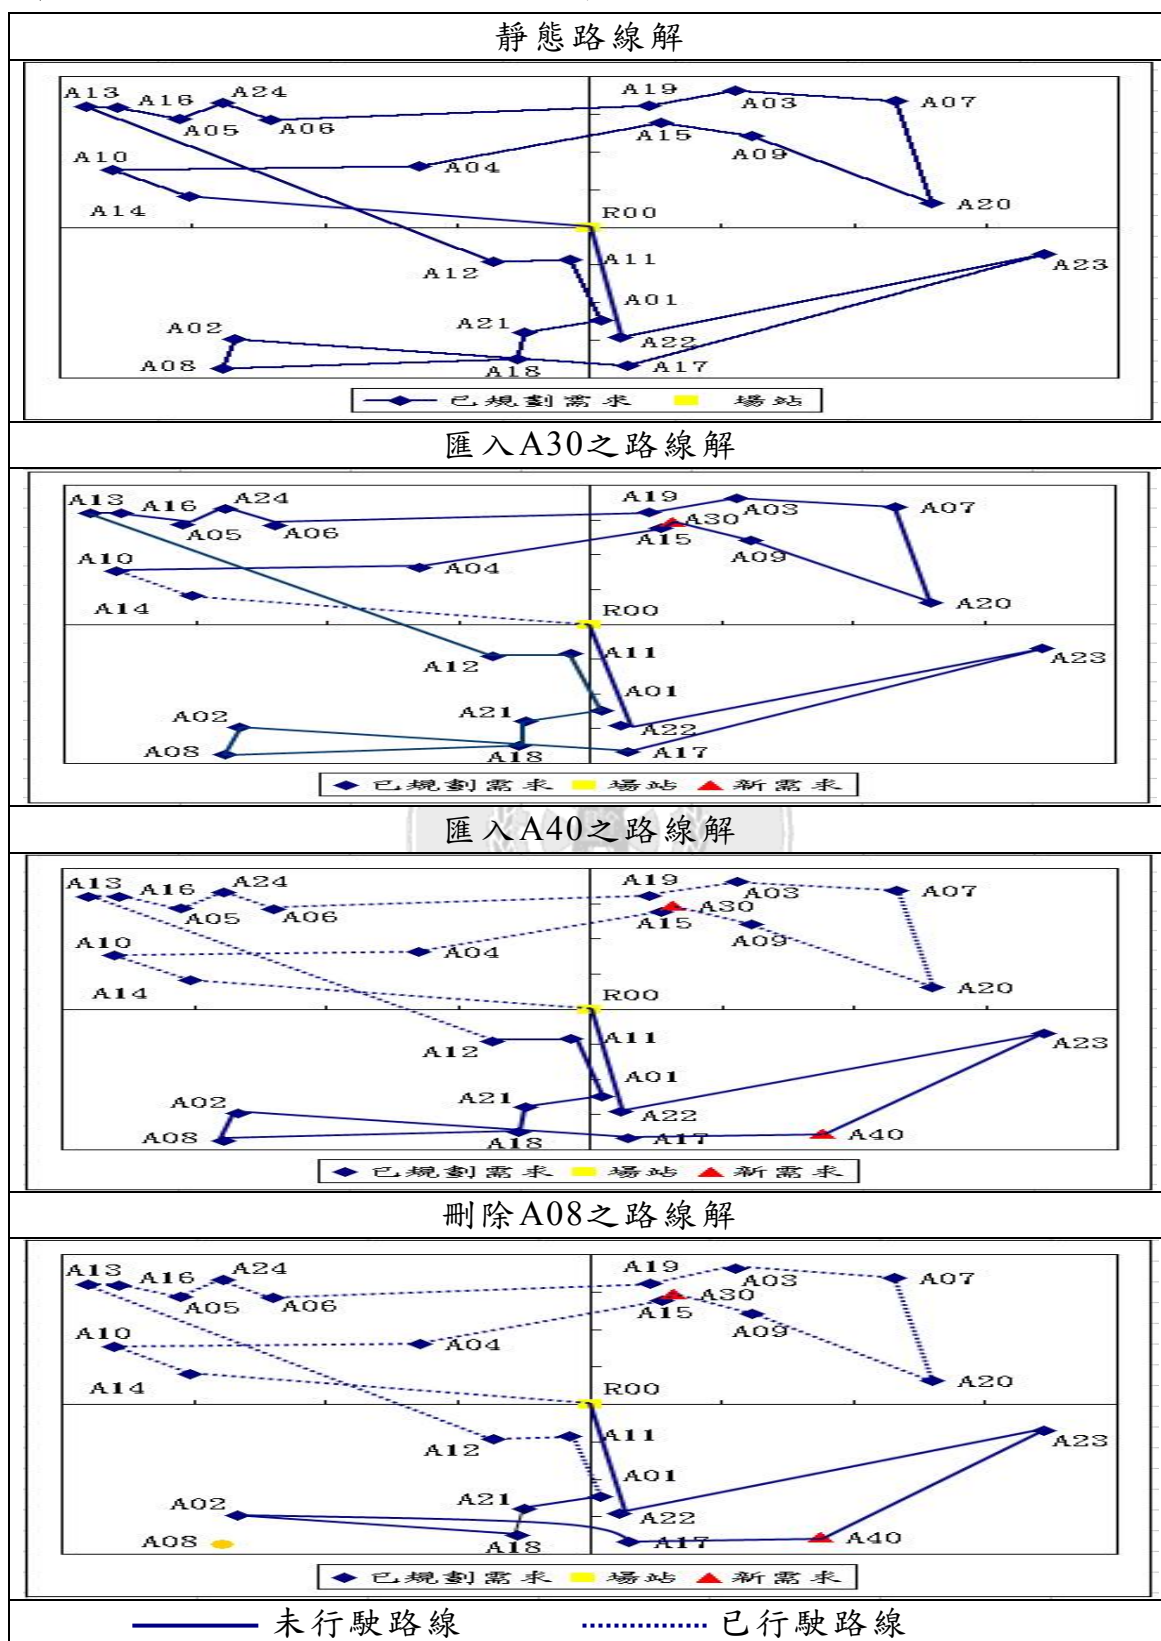 靜態路線解
A13 A16 A24 A19 A03 A07
A05 A06 A15 A09
A10 A04
A14 R00 A20
A12 A11 A23
A01
A02 A21 A22
A08 A18 A17
已規劃需求 場站
匯入A30之路線解
A13 A16 A24 A19 A03 A07
A05 A06 A30 A15 A09
A10 A04
A14 R00 A20
A12 A11 A23
A01
A02 A21 A22
A08 A18 A17
已規劃需求 場站 新需求
匯入A40之路線解
A13 A16 A24 A19 A03 A07
A05 A06 A30 A15 A09
A10 A04
A14 R00 A20
A12 A11 A23
A01
A02 A21 A22
A08 A18 A17 A40
已規劃需求 場站 新需求
刪除A08之路線解
A13 A16 A24 A19 A03 A07
A05 A06 A30 A15 A09
A10 A04
A14 R00 A20
A12 A11 A23
A01
A02 A21 A22
A08 A18 A17 A40
已規劃需求 場站 新需求
未行駛路線 已行駛路線